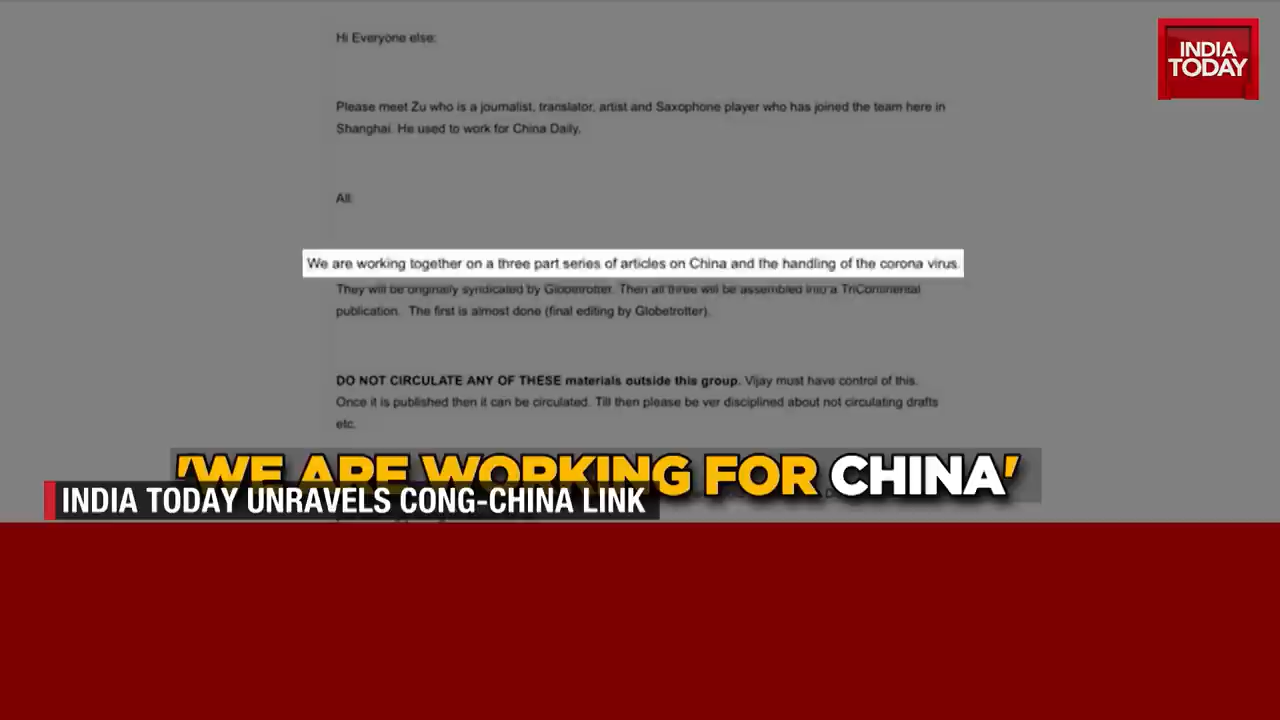 Hi Everyone else:
INDIA
TODAY
Please meet Zu who is a journalist, translator, artist and Saxophone player who has joined the team here in
Shanghai. He used to work for China Daily.
All:
We are working together on a three part series of articles on China and the handling of the corona virus.
They will be originally syndicated by Globetrotter. Then all three will be assembled into a TriContinental
publication. The first is almost done (final editing by Globetrotter).
DO NOT CIRCULATE ANY OF THESE materials outside this group. Vijay must have control of this.
Once it is published then it can be circulated. Till then please be ver disciplined about not circulating drafts
etc.
'WE ARE WORKING FOR CHINA'
INDIA TODAY UNRAVELS CONG-CHINA LINK